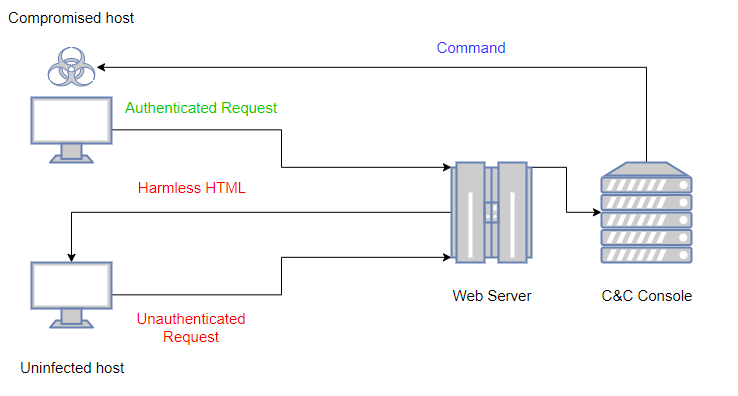 Compromised host
Command
Authenticated Request
Harmless HTML
Web Server
C&C Console
Unauthenticated
Request
Uninfected host